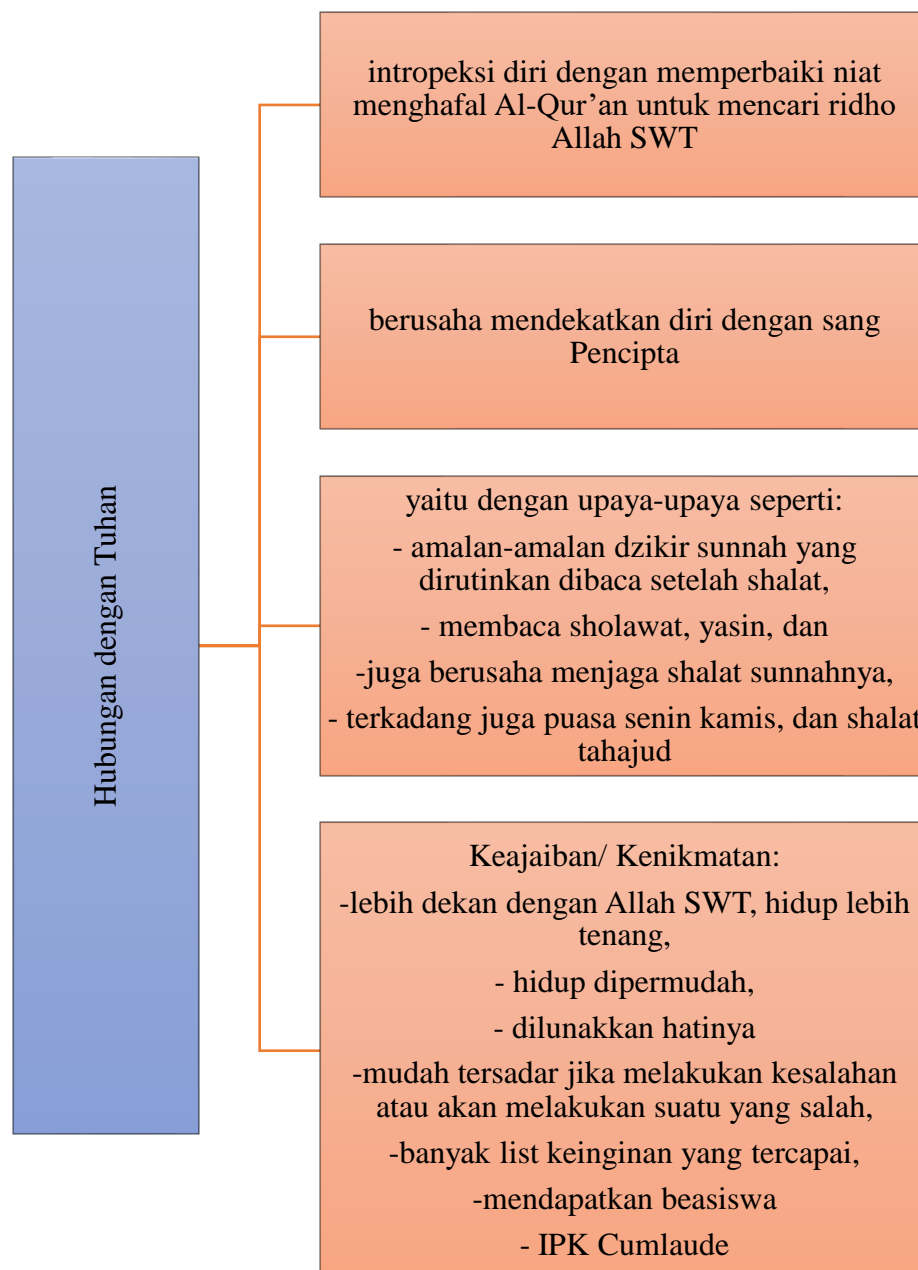 Hubungan dengan Tuhan
intropeksi diri dengan memperbaiki niat
menghafal Al-Qur’an untuk mencari ridho
Allah SWT
berusaha mendekatkan diri dengan sang
Pencipta
yaitu dengan upaya-upaya seperti:
- amalan-amalan dzikir sunnah yang
dirutinkan dibaca setelah shalat,
- membaca sholawat, yasin, dan
-juga berusaha menjaga shalat sunnahnya,
- terkadang juga puasa senin kamis, dan shalat
tahajud
Keajaiban/ Kenikmatan:
-lebih dekan dengan Allah SWT, hidup lebih
tenang,
- hidup dipermudah,
- dilunakkan hatinya
-mudah tersadar jika melakukan kesalahan
atau akan melakukan suatu yang salah,
-banyak list keinginan yang tercapai,
-mendapatkan beasiswa
- IPK Cumlaude